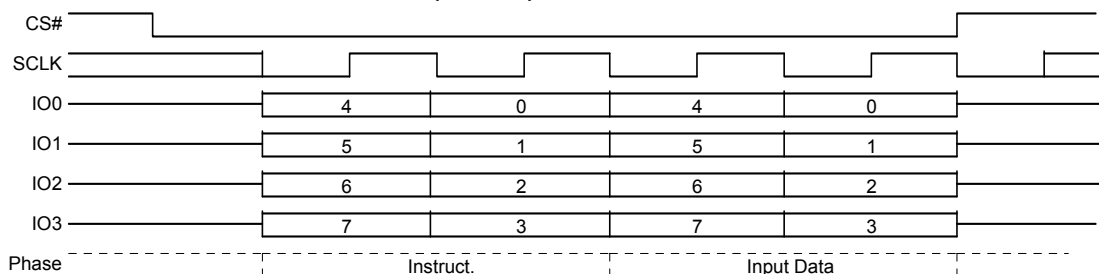 CS#
SCLK
IO0 4 0 4 0
IO1 5 1 5 1
IO2 6 2 6 2
IO3 7 3 7 3
Phase Instruct. Input Data